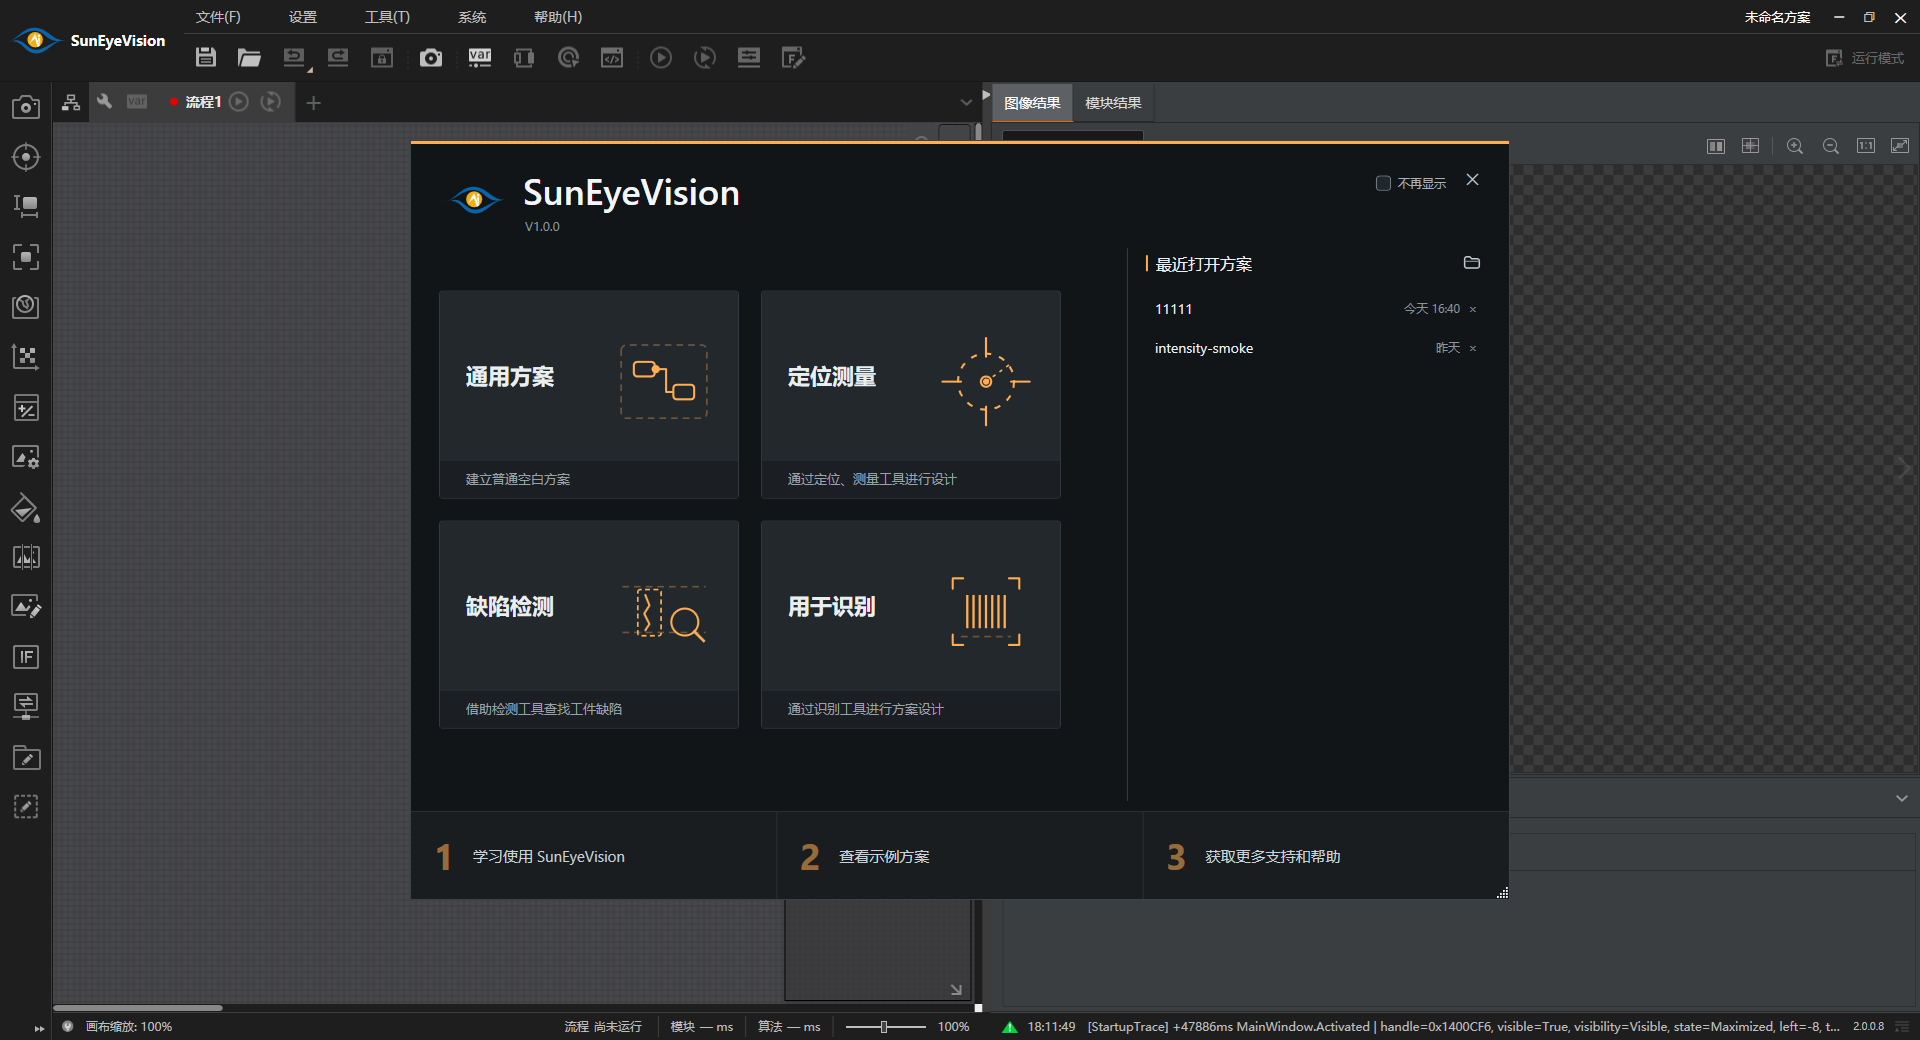 文件(F) 设置 工具(T) 系统 帮助(H)
未命名方案
SunEyeVision
var
运行模式
var 流程1
图像结果 模块结果
1:1
SunEyeVision
V1.0.0
不再显示
最近打开方案
11111 今天 16:40
intensity-smoke 昨天
通用方案
建立普通空白方案
定位测量
通过定位、测量工具进行设计
缺陷检测
借助检测工具查找工件缺陷
用于识别
通过识别工具进行方案设计
IF
1 学习使用 SunEyeVision
2 查看示例方案
3 获取更多支持和帮助
画布缩放: 100%
流程 尚未运行 模块 — ms 算法 — ms 100%
18:11:49 [StartupTrace] +47886ms MainWindow.Activated | handle=0x1400CF6, visible=True, visibility=Visible, state=Maximized, left=-8, t...
2.0.0.8